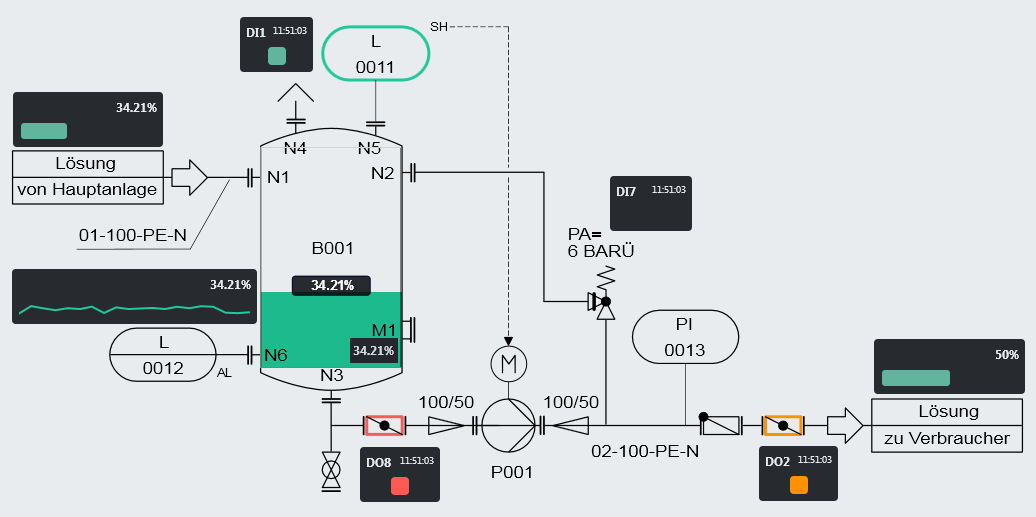 DI1 11:51:03
L
0011
SH
34.21%
Lösung
von Hauptanlage
N4
N5
N1
N2
01-100-PE-N
B001
DI7 11:51:03
PA=
6 BARÜ
34.21%
34.21%
M1
34.21%
L
0012
AL
N6
N3
M
PI
0013
50%
Lösung
zu Verbraucher
100/50
100/50
P001
02-100-PE-N
DO8 11:51:03
DO2 11:51:03